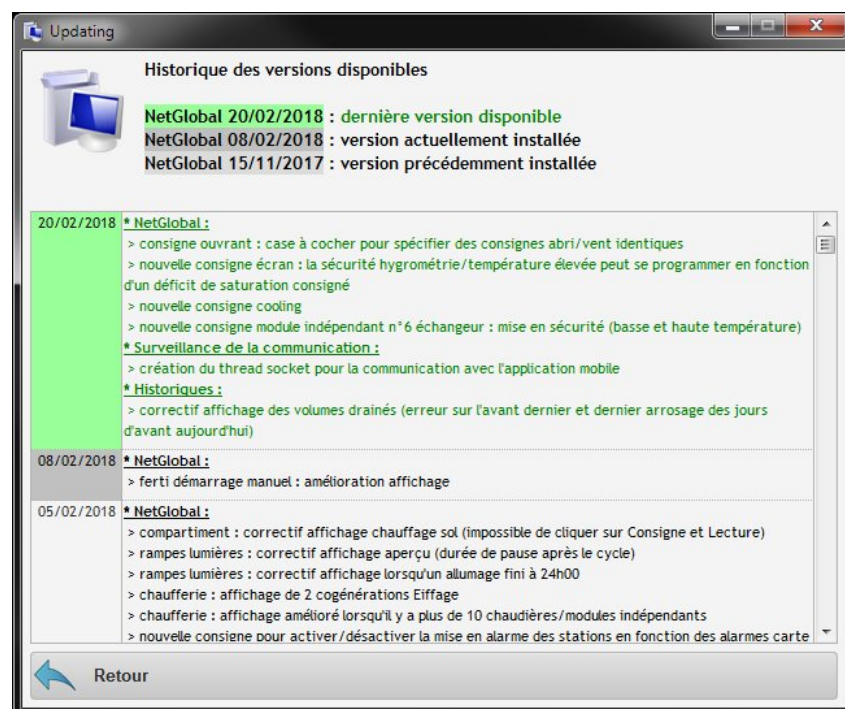 Updating
Historique des versions disponibles
NetGlobal 20/02/2018 : dernière version disponible
NetGlobal 08/02/2018 : version actuellement installée
NetGlobal 15/11/2017 : version précédemment installée
20/02/2018 * NetGlobal :
> consigne ouvrant : case à cocher pour spécifier des consignes abri/vent identiques
> nouvelle consigne écran : la sécurité hygrométrie/température élevée peut se programmer en fonction
d'un déficit de saturation consigné
> nouvelle consigne cooling
> nouvelle consigne module indépendant n°6 échangeur : mise en sécurité (basse et haute température)
* Surveillance de la communication :
> création du thread socket pour la communication avec l'application mobile
* Historiques :
> correctif affichage des volumes drainés (erreur sur l'avant dernier et dernier arrosage des jours
d'avant aujourd'hui)
08/02/2018 * NetGlobal :
> ferti démarrage manuel : amélioration affichage
05/02/2018 * NetGlobal :
> compartiment : correctif affichage chauffage sol (impossible de cliquer sur Consigne et Lecture)
> rampes lumières : correctif affichage aperçu (durée de pause après le cycle)
> rampes lumières : correctif affichage lorsqu'un allumage fini à 24h00
> chaufferie : affichage de 2 cogénérations Eiffage
> chaufferie : affichage amélioré lorsqu'il y a plus de 10 chaudières/modules indépendants
> nouvelle consigne pour activer/désactiver la mise en alarme des stations en fonction des alarmes carte
Retour